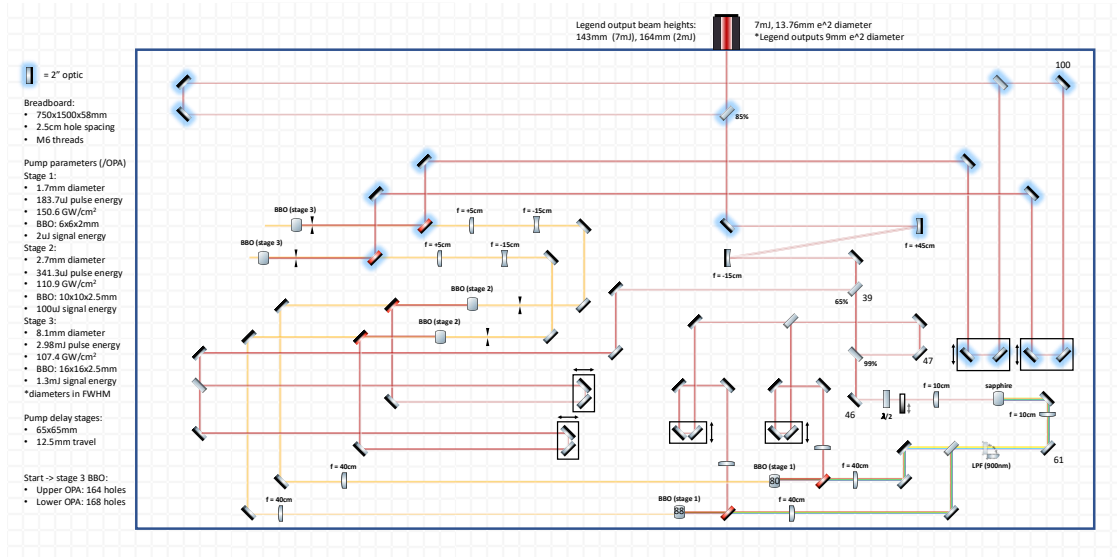 Legend output beam heights:
143mm (7mJ), 164mm (2mJ)
7mJ, 13.76mm e^2 diameter
*Legend outputs 9mm e^2 diameter
= 2" optic
Breadboard:
• 750x1500x58mm
• 2.5cm hole spacing
• M6 threads
Pump parameters (/OPA)
Stage 1:
• 1.7mm diameter
• 183.7uJ pulse energy
• 150.6 GW/cm²
• BBO: 6x6x2mm
• 2uJ signal energy
Stage 2:
• 2.7mm diameter
• 341.3uJ pulse energy
• 110.9 GW/cm²
• BBO: 10x10x2.5mm
• 100uJ signal energy
Stage 3:
• 8.1mm diameter
• 2.98mJ pulse energy
• 107.4 GW/cm²
• BBO: 16x16x2.5mm
• 1.3mJ signal energy
*diameters in FWHM
Pump delay stages:
• 65x65mm
• 12.5mm travel
Start -> stage 3 BBO:
• Upper OPA: 164 holes
• Lower OPA: 168 holes
100
85%
BBO (stage 3)
f = +5cm
f = -15cm
BBO (stage 3)
f = +5cm
f = -15cm
f = +45cm
f = -15cm
BBO (stage 2)
65%
39
BBO (stage 2)
99%
47
46
λ/2
f = 10cm
sapphire
f = 10cm
61
LPF (900nm)
f = 40cm
BBO (stage 1)
80
f = 40cm
f = 40cm
BBO (stage 1)
88
f = 40cm